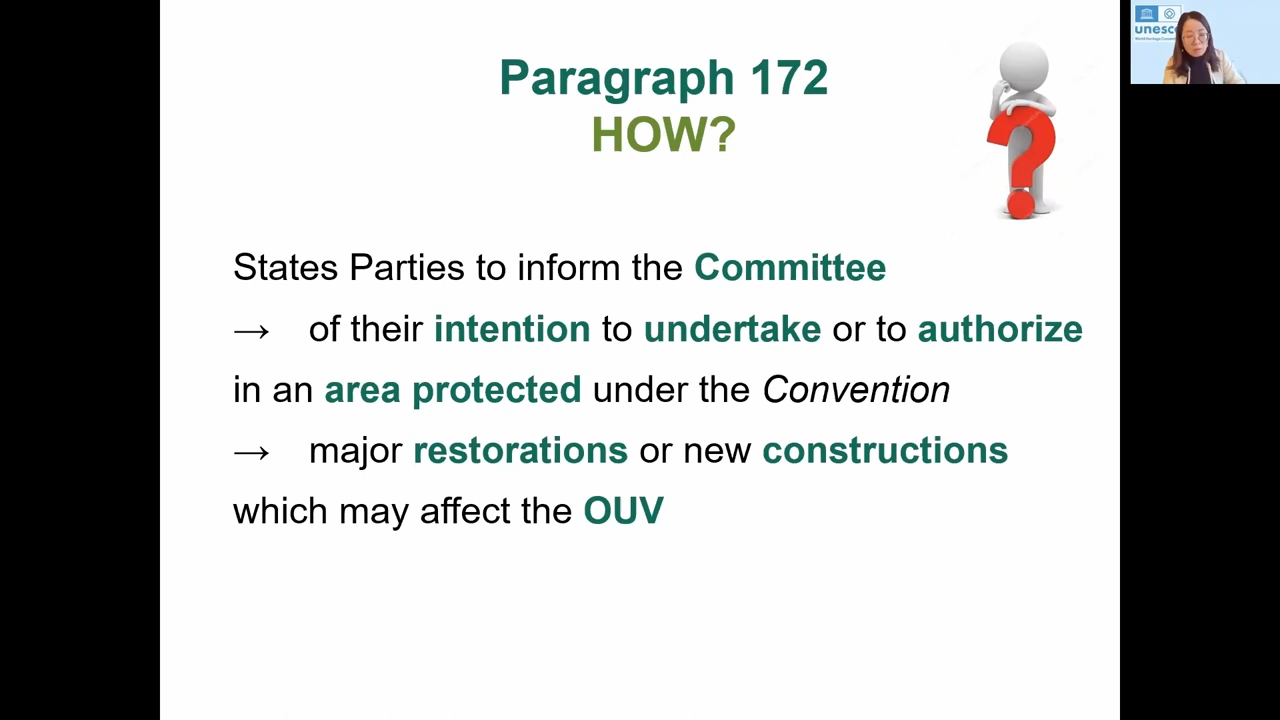 Paragraph 172
HOW?
States Parties to inform the Committee
→ of their intention to undertake or to authorize
in an area protected under the Convention
→ major restorations or new constructions
which may affect the OUV
unesc